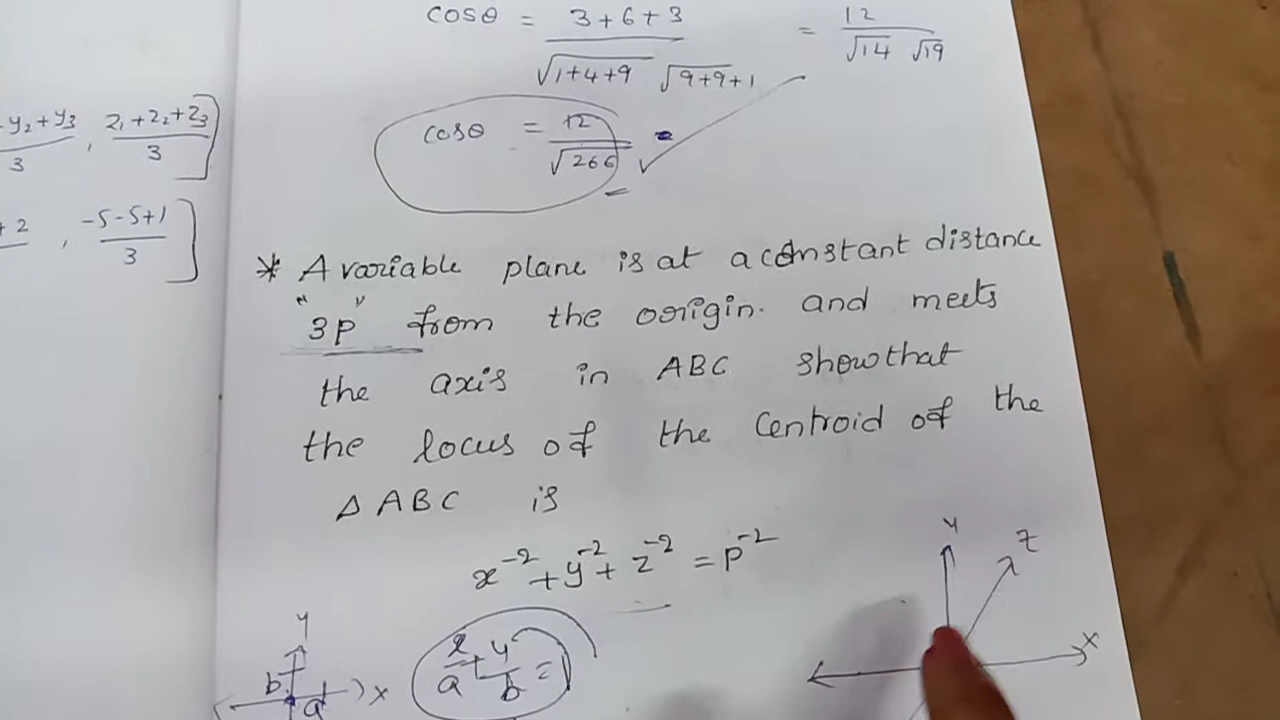 cosθ = 3+6+3 / √1+4+9 √9+9+1 = 12 / √14 √19
cosθ = 12 / √266
y2+y3 / 3 , z1+z2+z3 / 3 ]
+2 , -5-5+1 / 3 ]
* A variable plane is at a constant distance
"3P" from the origin. and meets
the axis in ABC show that
the locus of the centroid of the
Δ ABC is
x^-2 + y^-2 + z^-2 = p^-2
y
b
a
x
x/a + y/b = 1
y
z
x